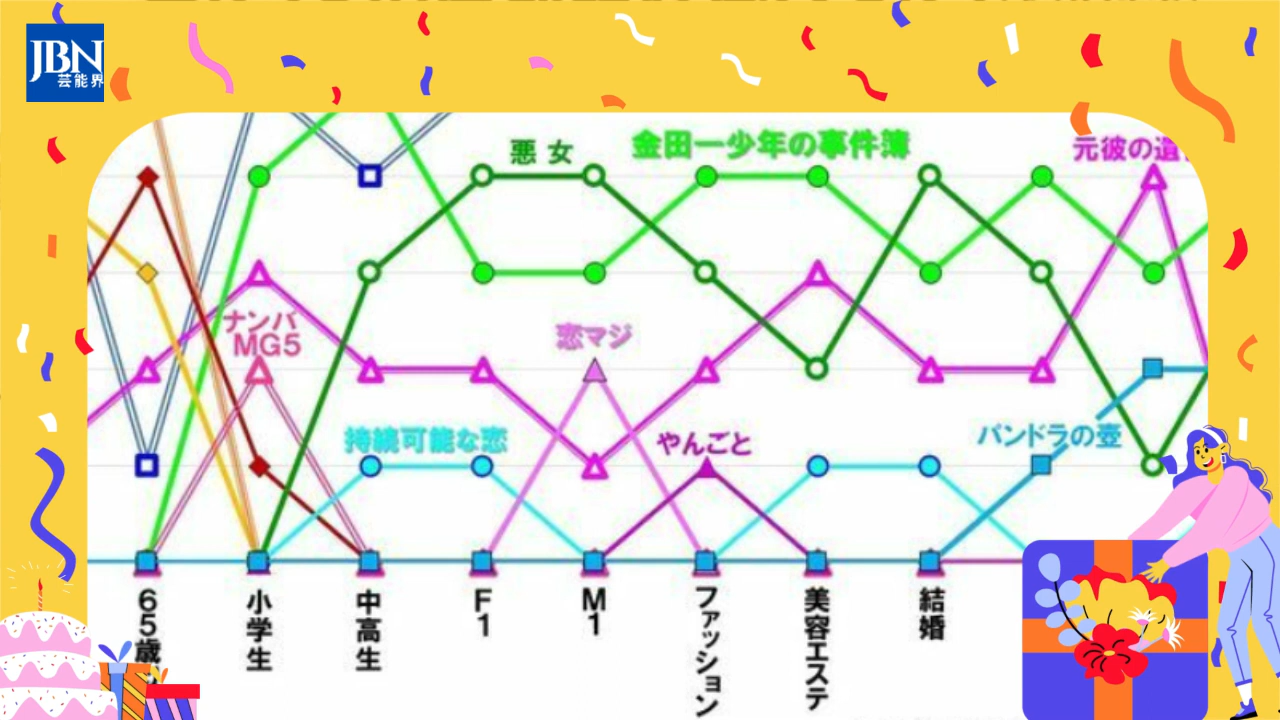 JBN
芸能界
悪女
金田一少年の事件簿
元彼の遺
ナンバ
MG5
恋マジ
持続可能な恋
やんごと
パンドラの壺
65歳
小学生
中高生
F1
M1
ファッション
美容エステ
結婚